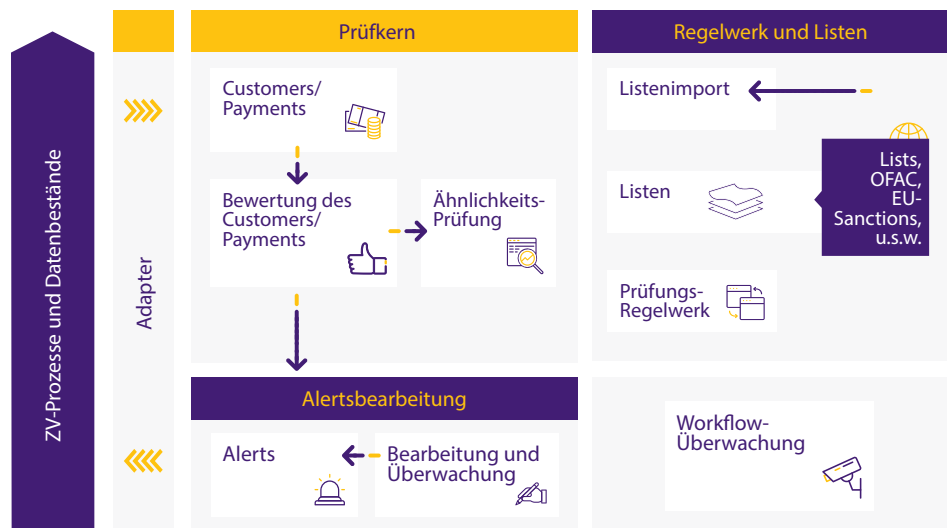 ZV-Prozesse und Datenbestände
Adapter
Prüfkern
Customers/
Payments
Bewertung des
Customers/
Payments
Ähnlichkeits-
Prüfung
Regelwerk und Listen
Listenimport
Listen
Lists,
OFAC,
EU-
Sanctions,
u.s.w.
Prüfungs-
Regelwerk
Alertsbearbeitung
Alerts
Bearbeitung und
Überwachung
Workflow-
Überwachung